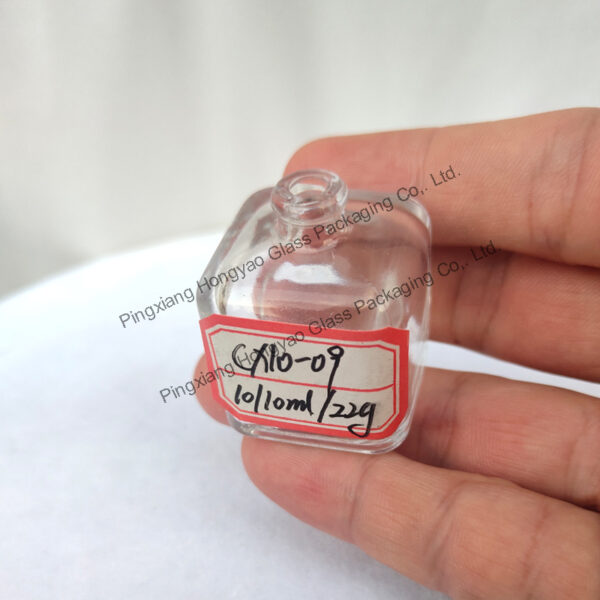 Pingxiang Hongyao Glass Packaging Co,. Ltd.
Pingxiang Hongyao Glass Packaging Co,. Ltd.
CX10-09
10/10ml/22g